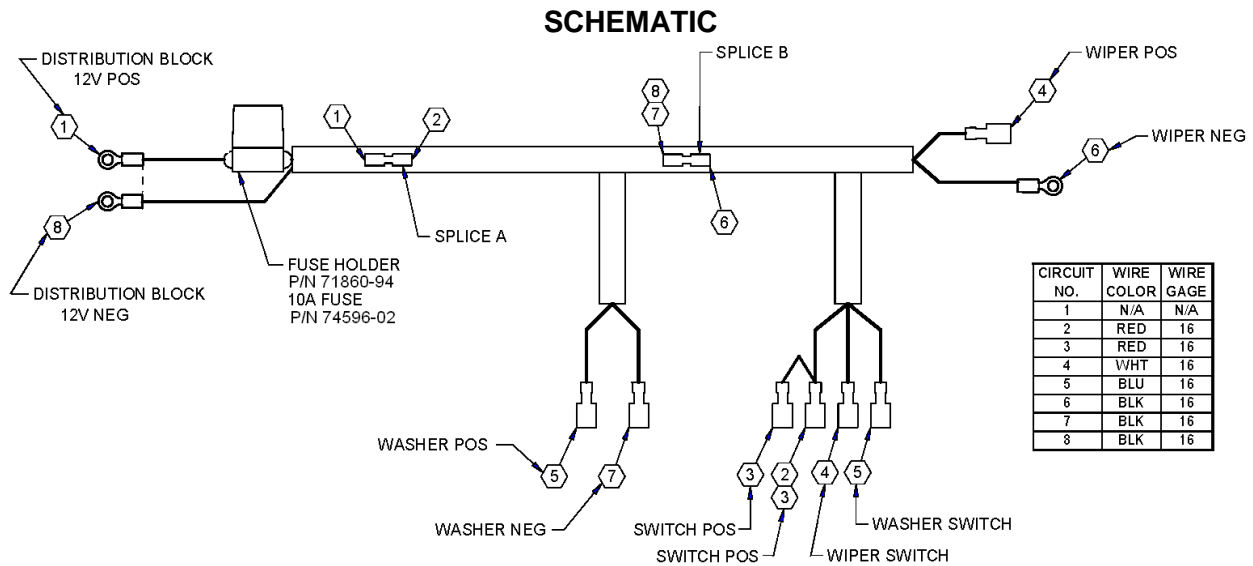 SCHEMATIC
DISTRIBUTION BLOCK
12V POS
1
8
DISTRIBUTION BLOCK
12V NEG
FUSE HOLDER
P/N 71860-94
10A FUSE
P/N 74596-02
1
2
SPLICE A
SPLICE B
8
7
6
WIPER POS
4
WIPER NEG
6
WASHER POS
5
WASHER NEG
7
SWITCH POS
3
SWITCH POS
2
3
WIPER SWITCH
4
WASHER SWITCH
5
CIRCUIT NO. WIRE COLOR WIRE GAGE
1 N/A N/A
2 RED 16
3 RED 16
4 WHT 16
5 BLU 16
6 BLK 16
7 BLK 16
8 BLK 16